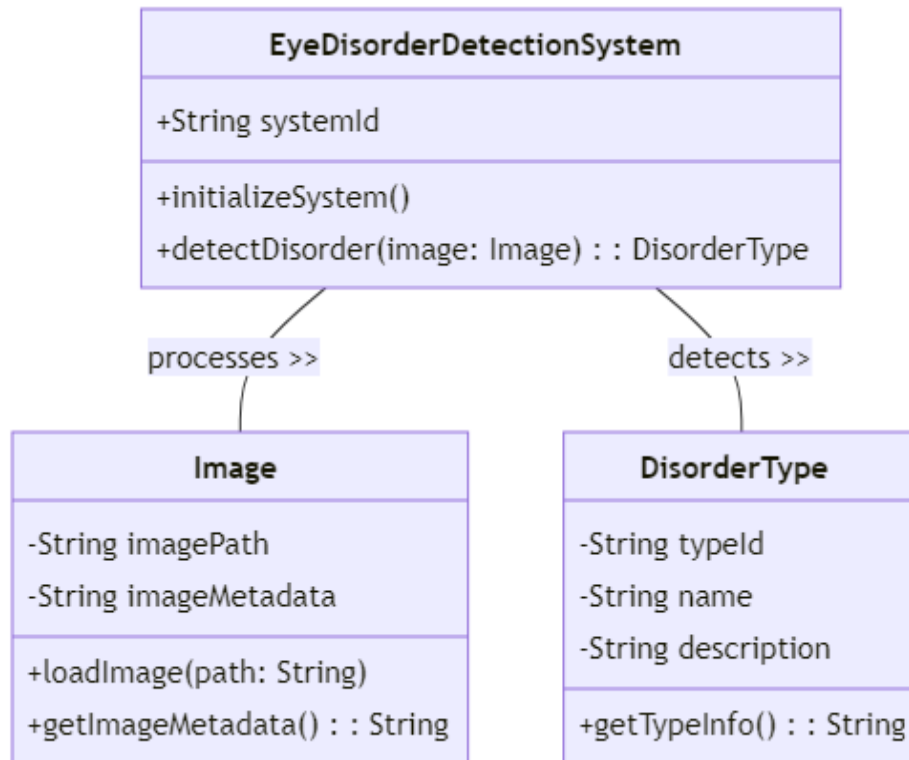 EyeDisorderDetectionSystem
+String systemId
+initializeSystem()
+detectDisorder(image: Image) : : DisorderType
processes >>
detects >>
Image
-String imagePath
-String imageMetadata
+loadImage(path: String)
+getImageMetadata() : : String
DisorderType
-String typeId
-String name
-String description
+getTypeInfo() : : String